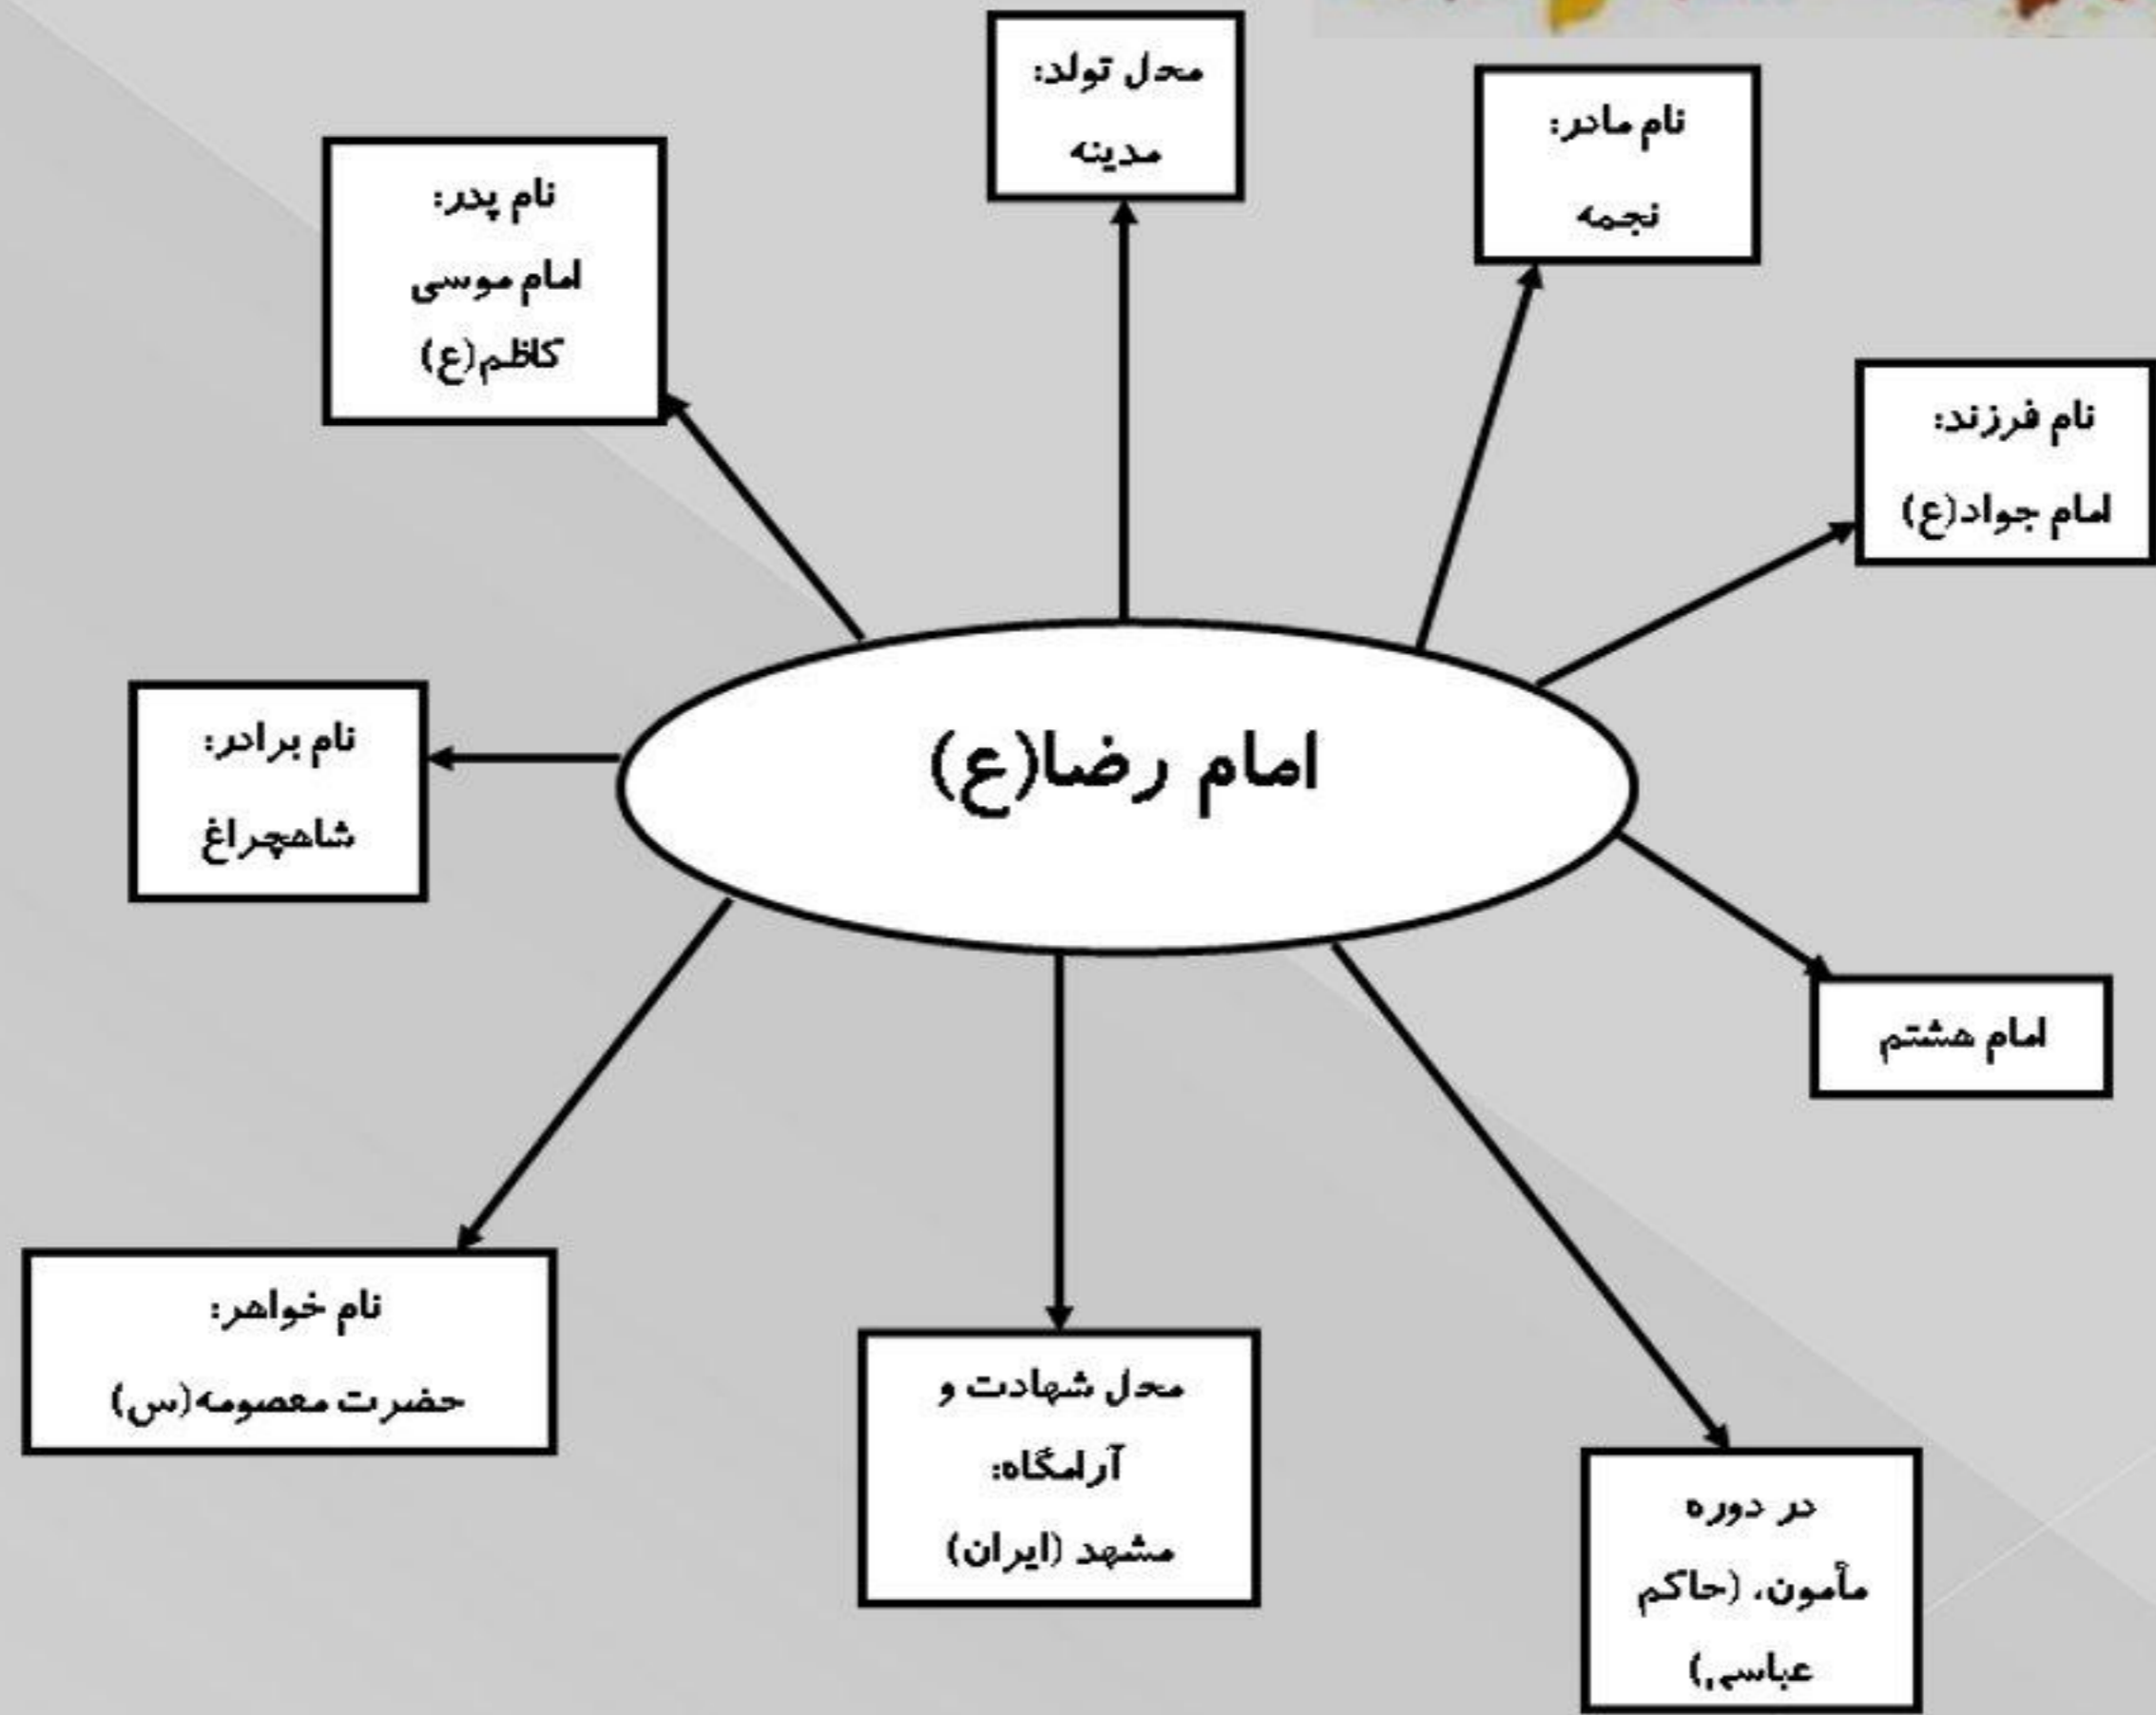 محل تولد:
مدینه
نام مادر:
نجمه
نام پدر:
امام موسی
کاظم(ع)
نام فرزند:
امام جواد(ع)
امام رضا(ع)
نام برادر:
شاهچراغ
امام هشتم
نام خواهر:
حضرت معصومه(س)
محل شهادت و
آرامگاه:
مشهد (ایران)
در دوره
مأمون، (حاکم
عباسی)